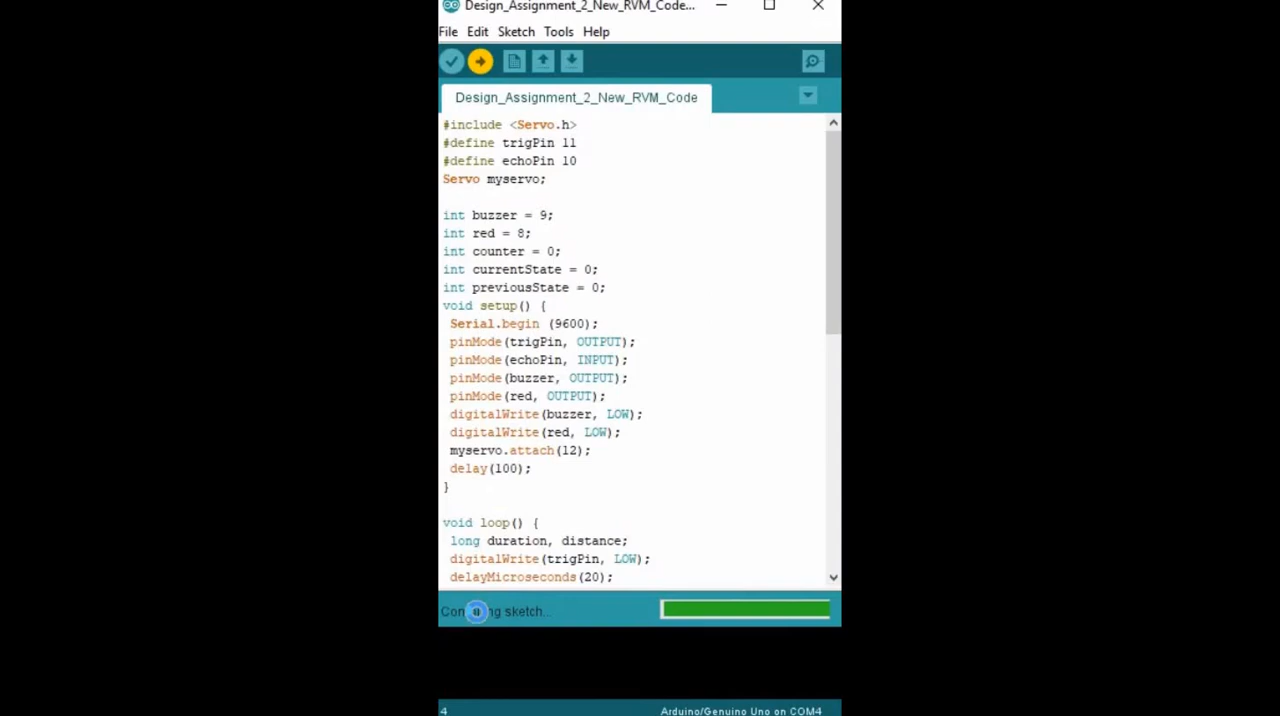 Design_Assignment_2_New_RVM_Code...
File Edit Sketch Tools Help
Design_Assignment_2_New_RVM_Code
#include <Servo.h>
#define trigPin 11
#define echoPin 10
Servo myservo;
int buzzer = 9;
int red = 8;
int counter = 0;
int currentState = 0;
int previousState = 0;
void setup() {
Serial.begin (9600);
pinMode(trigPin, OUTPUT);
pinMode(echoPin, INPUT);
pinMode(buzzer, OUTPUT);
pinMode(red, OUTPUT);
digitalWrite(buzzer, LOW);
digitalWrite(red, LOW);
myservo.attach(12);
delay(100);
}
void loop() {
long duration, distance;
digitalWrite(trigPin, LOW);
delayMicroseconds(20);
sketch...
4 Arduino/Genuino Uno on COM4